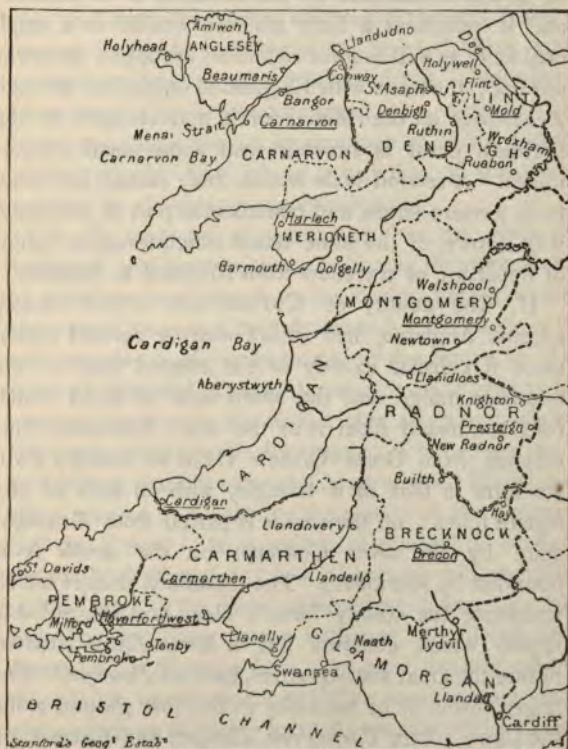 Amlwch
ANGLESEY
Holyhead
Beaumaris
Llandudno
Conway
Holywell
St Asaph
Flint
FLINT
Mold
Bangor
Denbigh
Menai Strait
Carnarvon
Ruthin
Wrexham
Carnarvon Bay
CARNARVON
DENBIGH
Ruabon
Harlech
MERIONETH
Barmouth
Dolgelly
Welshpool
MONTGOMERY
Montgomery
Newtown
Cardigan Bay
Llanidloes
Aberystwyth
Knighton
RADNOR
Presteign
New Radnor
CARDIGAN
Builth
Hay
Cardigan
Llandovery
BRECKNOCK
Brecon
St Davids
CARMARTHEN
Carmarthen
Llandeilo
PEMBROKE
Haverfordwest
Milford
Pembroke
Tenby
Llanelly
Neath
Merthy
Tydvil
GLAMORGAN
Swansea
Llandaff
Cardiff
BRISTOL
CHANNEL
Stanford's Geogl Estabt